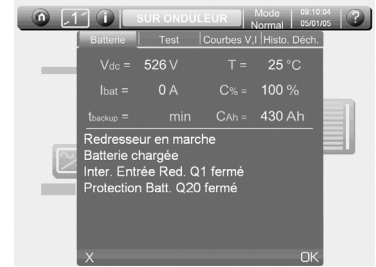 SUR ONDULEUR
Mode
Normal
09:10:04
05/01/05
?
Batterie
Test
Courbes V,I
Histo. Déch.
Vdc = 526 V
T = 25 °C
Ibat = 0 A
C% = 100 %
tbackup = min
CAh = 430 Ah
Redresseur en marche
Batterie chargée
Inter. Entrée Red. Q1 fermé
Protection Batt. Q20 fermé
X
OK